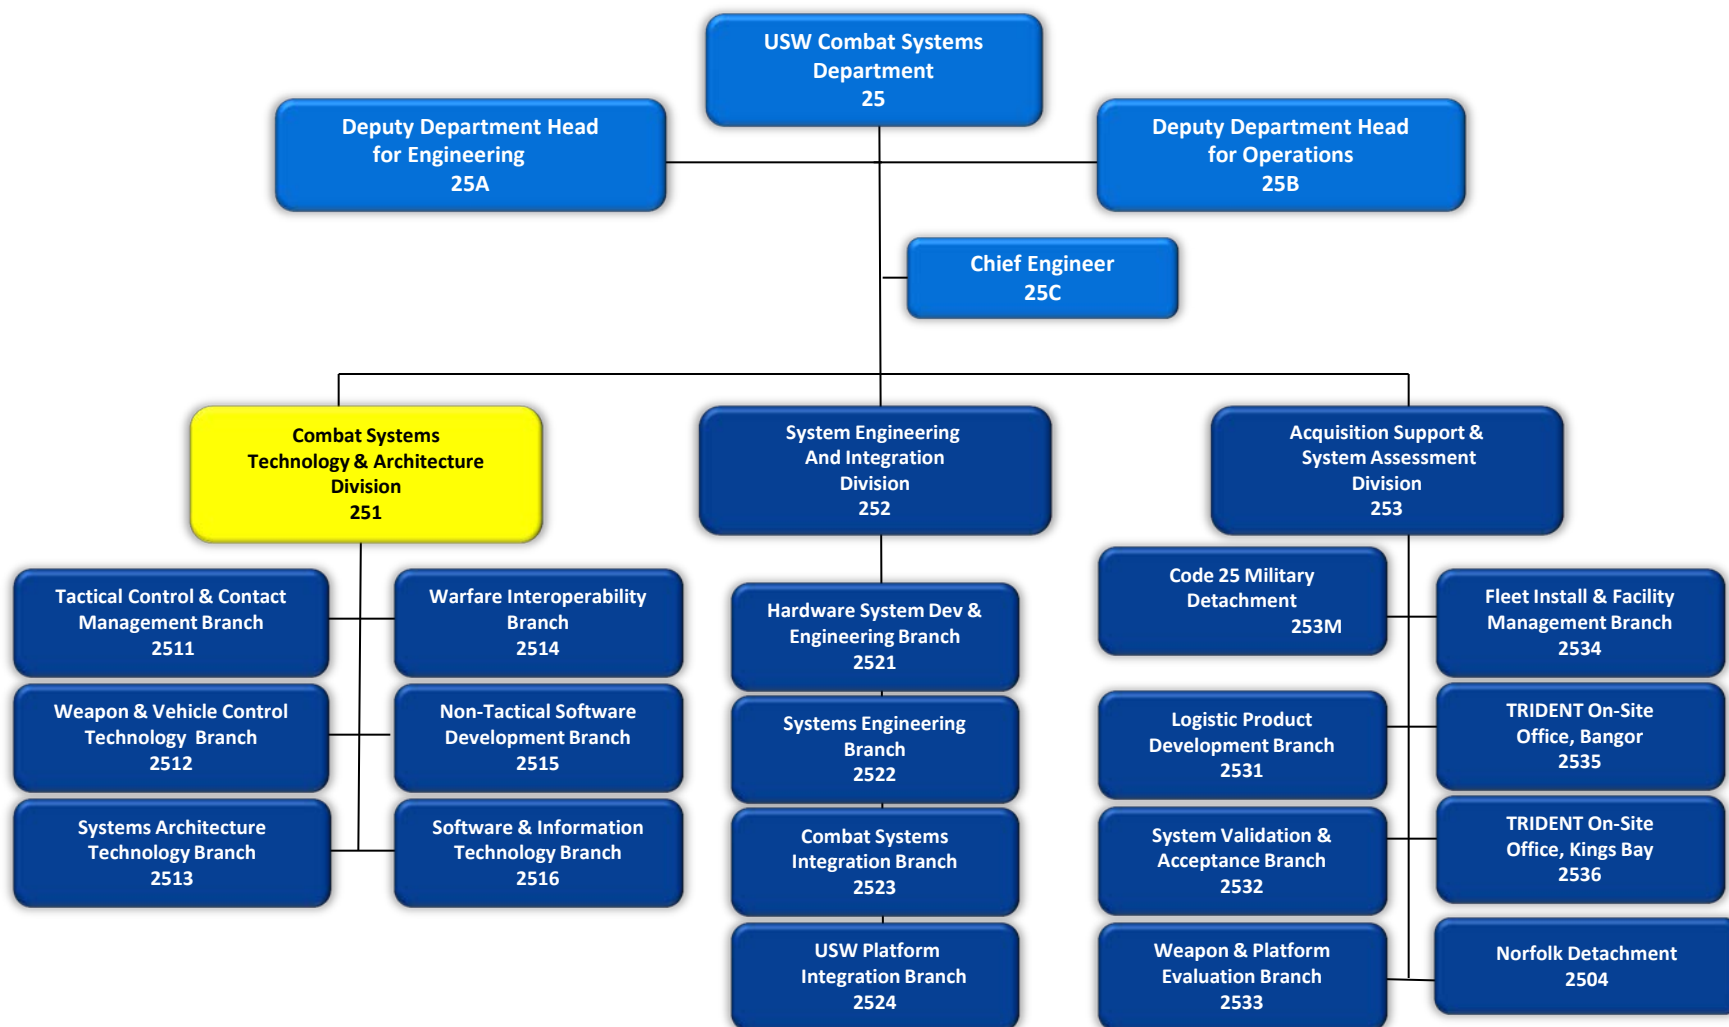 USW Combat Systems
Department
25
Deputy Department Head
for Engineering
25A
Deputy Department Head
for Operations
25B
Chief Engineer
25C
Combat Systems
Technology & Architecture
Division
251
System Engineering
And Integration
Division
252
Acquisition Support &
System Assessment
Division
253
Tactical Control & Contact
Management Branch
2511
Warfare Interoperability
Branch
2514
Weapon & Vehicle Control
Technology Branch
2512
Non-Tactical Software
Development Branch
2515
Systems Architecture
Technology Branch
2513
Software & Information
Technology Branch
2516
Hardware System Dev &
Engineering Branch
2521
Systems Engineering
Branch
2522
Combat Systems
Integration Branch
2523
USW Platform
Integration Branch
2524
Code 25 Military
Detachment
253M
Fleet Install & Facility
Management Branch
2534
Logistic Product
Development Branch
2531
TRIDENT On-Site
Office, Bangor
2535
System Validation &
Acceptance Branch
2532
TRIDENT On-Site
Office, Kings Bay
2536
Weapon & Platform
Evaluation Branch
2533
Norfolk Detachment
2504